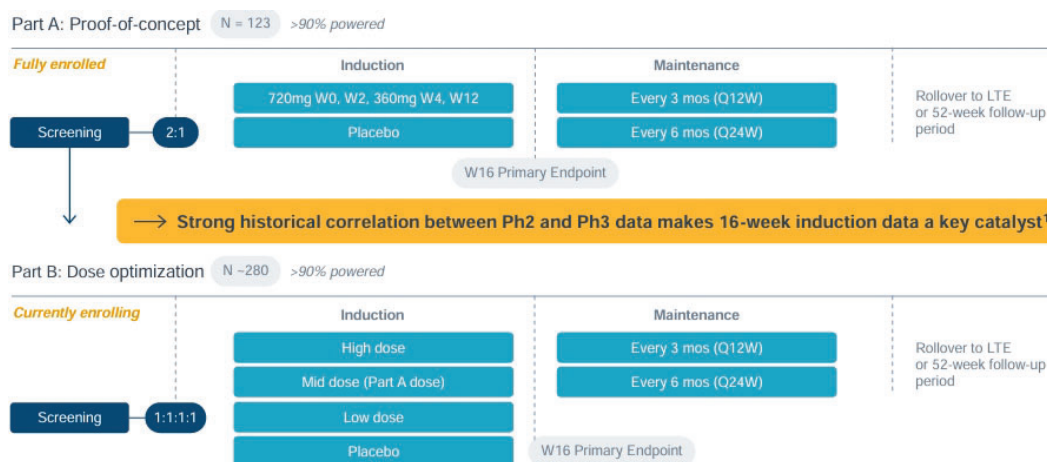 Part A: Proof-of-concept N = 123 >90% powered
Fully enrolled
Induction
Maintenance
720mg W0, W2, 360mg W4, W12
Every 3 mos (Q12W)
Rollover to LTE
or 52-week follow-up
period
Screening
2:1
Placebo
Every 6 mos (Q24W)
W16 Primary Endpoint
→ Strong historical correlation between Ph2 and Ph3 data makes 16-week induction data a key catalyst¹
Part B: Dose optimization N ~280 >90% powered
Currently enrolling
Induction
Maintenance
High dose
Every 3 mos (Q12W)
Rollover to LTE
or 52-week follow-up
period
Mid dose (Part A dose)
Every 6 mos (Q24W)
Screening
1:1:1:1
Low dose
Placebo
W16 Primary Endpoint